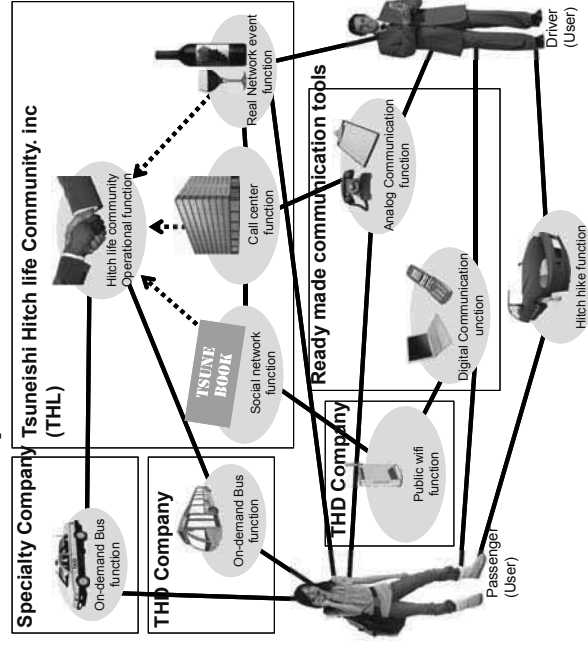 Specialty Company
On-demand Bus
function
THD Company
On-demand Bus
function
Tsuneishi Hitch life Community. inc
(THL)
Hitch life community
Operational function
TSUNE
BOOK
Social network
function
Call center
function
Real Network event
function
THD Company
Public wifi
function
Ready made communication tools
Digital Communication
unction
Analog Communication
function
Hitch hike function
Passenger
(User)
Driver
(User)